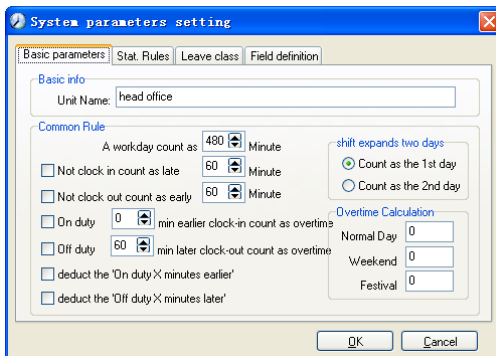 System parameters setting
Basic parameters Stat. Rules Leave class Field definition
Basic info
Unit Name: head office
Common Rule
A workday count as 480 Minute
Not clock in count as late 60 Minute
Not clock out count as early 60 Minute
On duty 0 min earlier clock-in count as overtime
Off duty 60 min later clock-out count as overtime
deduct the 'On duty X minutes earlier'
deduct the 'Off duty X minutes later'
shift expands two days
Count as the 1st day
Count as the 2nd day
Overtime Calculation
Normal Day 0
Weekend 0
Festival 0
OK Cancel